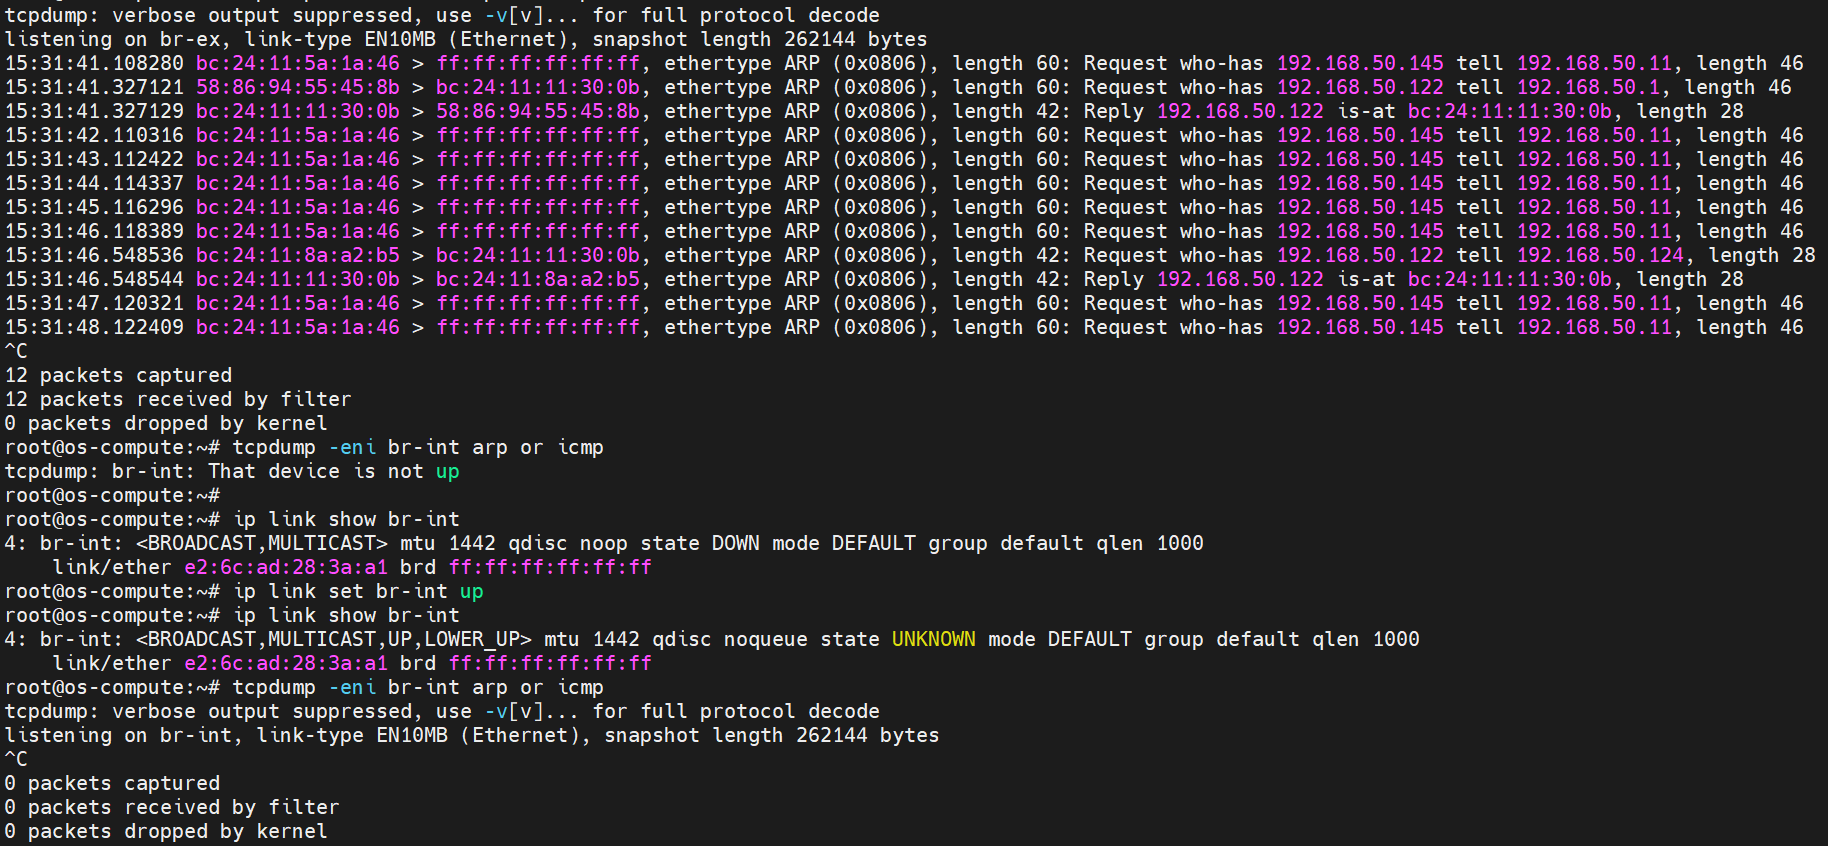 tcpdump: verbose output suppressed, use -v[v]... for full protocol decode
listening on br-ex, link-type EN10MB (Ethernet), snapshot length 262144 bytes
15:31:41.108280 bc:24:11:5a:1a:46 > ff:ff:ff:ff:ff:ff, ethertype ARP (0x0806), length 60: Request who-has 192.168.50.145 tell 192.168.50.11, length 46
15:31:41.327121 58:86:94:55:45:8b > bc:24:11:11:30:0b, ethertype ARP (0x0806), length 60: Request who-has 192.168.50.122 tell 192.168.50.1, length 46
15:31:41.327129 bc:24:11:11:30:0b > 58:86:94:55:45:8b, ethertype ARP (0x0806), length 42: Reply 192.168.50.122 is-at bc:24:11:11:30:0b, length 28
15:31:42.110316 bc:24:11:5a:1a:46 > ff:ff:ff:ff:ff:ff, ethertype ARP (0x0806), length 60: Request who-has 192.168.50.145 tell 192.168.50.11, length 46
15:31:43.112422 bc:24:11:5a:1a:46 > ff:ff:ff:ff:ff:ff, ethertype ARP (0x0806), length 60: Request who-has 192.168.50.145 tell 192.168.50.11, length 46
15:31:44.114337 bc:24:11:5a:1a:46 > ff:ff:ff:ff:ff:ff, ethertype ARP (0x0806), length 60: Request who-has 192.168.50.145 tell 192.168.50.11, length 46
15:31:45.116296 bc:24:11:5a:1a:46 > ff:ff:ff:ff:ff:ff, ethertype ARP (0x0806), length 60: Request who-has 192.168.50.145 tell 192.168.50.11, length 46
15:31:46.118389 bc:24:11:5a:1a:46 > ff:ff:ff:ff:ff:ff, ethertype ARP (0x0806), length 60: Request who-has 192.168.50.145 tell 192.168.50.11, length 46
15:31:46.548536 bc:24:11:8a:a2:b5 > bc:24:11:11:30:0b, ethertype ARP (0x0806), length 42: Request who-has 192.168.50.122 tell 192.168.50.124, length 28
15:31:46.548544 bc:24:11:11:30:0b > bc:24:11:8a:a2:b5, ethertype ARP (0x0806), length 42: Reply 192.168.50.122 is-at bc:24:11:11:30:0b, length 28
15:31:47.120321 bc:24:11:5a:1a:46 > ff:ff:ff:ff:ff:ff, ethertype ARP (0x0806), length 60: Request who-has 192.168.50.145 tell 192.168.50.11, length 46
15:31:48.122409 bc:24:11:5a:1a:46 > ff:ff:ff:ff:ff:ff, ethertype ARP (0x0806), length 60: Request who-has 192.168.50.145 tell 192.168.50.11, length 46
^C
12 packets captured
12 packets received by filter
0 packets dropped by kernel
root@os-compute:~# tcpdump -eni br-int arp or icmp
tcpdump: br-int: That device is not up
root@os-compute:~#
root@os-compute:~# ip link show br-int
4: br-int: <BROADCAST,MULTICAST> mtu 1442 qdisc noop state DOWN mode DEFAULT group default qlen 1000
    link/ether e2:6c:ad:28:3a:a1 brd ff:ff:ff:ff:ff:ff
root@os-compute:~# ip link set br-int up
root@os-compute:~# ip link show br-int
4: br-int: <BROADCAST,MULTICAST,UP,LOWER_UP> mtu 1442 qdisc noqueue state UNKNOWN mode DEFAULT group default qlen 1000
    link/ether e2:6c:ad:28:3a:a1 brd ff:ff:ff:ff:ff:ff
root@os-compute:~# tcpdump -eni br-int arp or icmp
tcpdump: verbose output suppressed, use -v[v]... for full protocol decode
listening on br-int, link-type EN10MB (Ethernet), snapshot length 262144 bytes
^C
0 packets captured
0 packets received by filter
0 packets dropped by kernel